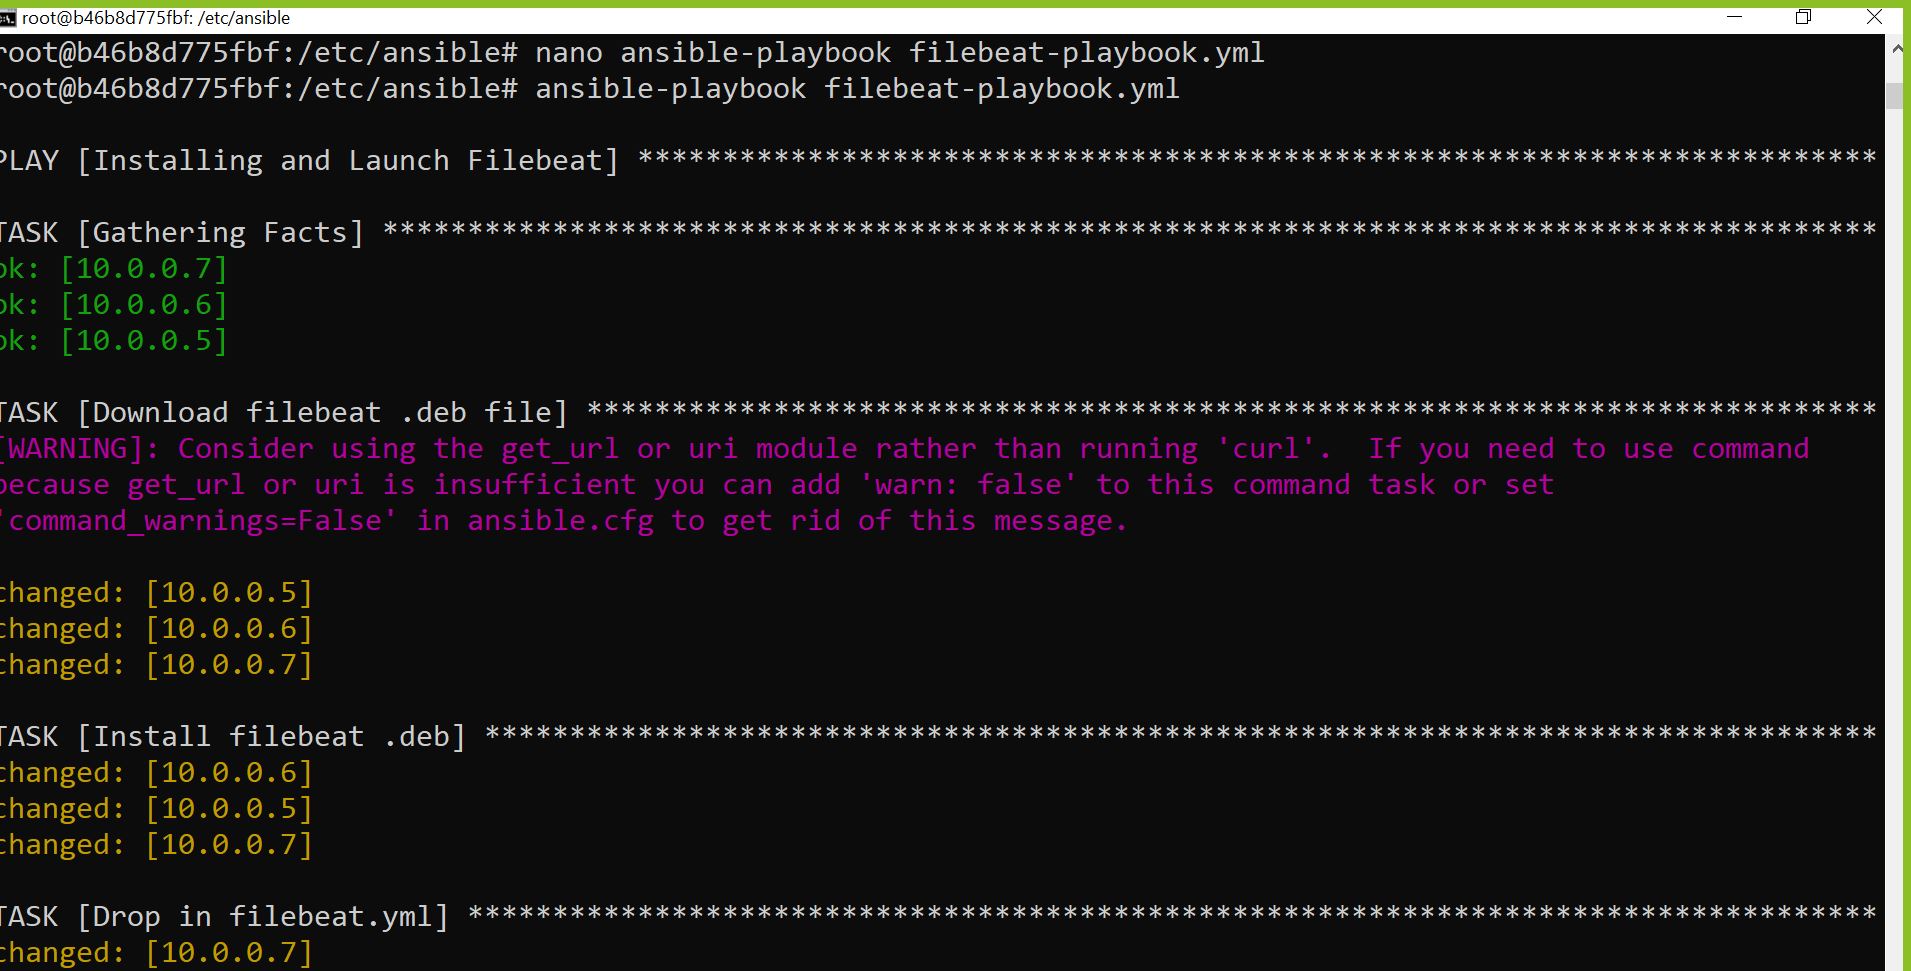 root@b46b8d775fbf: /etc/ansible
root@b46b8d775fbf:/etc/ansible# nano ansible-playbook filebeat-playbook.yml
root@b46b8d775fbf:/etc/ansible# ansible-playbook filebeat-playbook.yml
PLAY [Installing and Launch Filebeat] *************************************************************************
TASK [Gathering Facts] ****************************************************************************************
ok: [10.0.0.7]
ok: [10.0.0.6]
ok: [10.0.0.5]
TASK [Download filebeat .deb file] ****************************************************************************
[WARNING]: Consider using the get_url or uri module rather than running 'curl'.  If you need to use command
because get_url or uri is insufficient you can add 'warn: false' to this command task or set
'command_warnings=False' in ansible.cfg to get rid of this message.
changed: [10.0.0.5]
changed: [10.0.0.6]
changed: [10.0.0.7]
TASK [Install filebeat .deb] **********************************************************************************
changed: [10.0.0.6]
changed: [10.0.0.5]
changed: [10.0.0.7]
TASK [Drop in filebeat.yml] ***********************************************************************************
changed: [10.0.0.7]